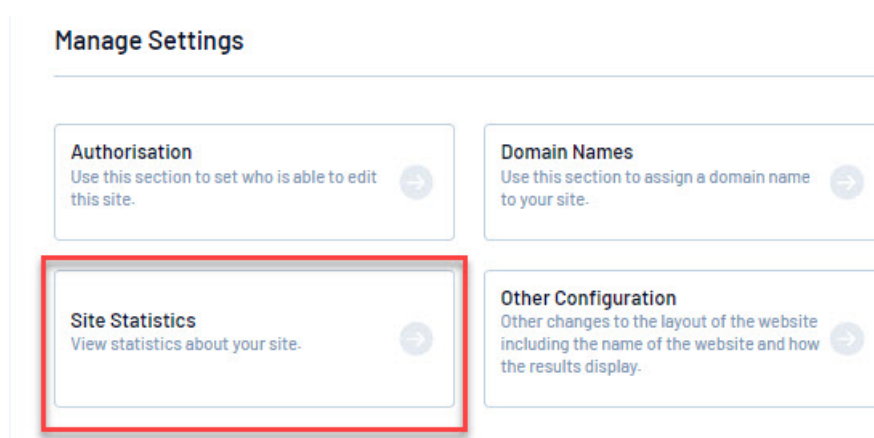 Manage Settings
Authorisation
Use this section to set who is able to edit
this site.
Domain Names
Use this section to assign a domain name
to your site.
Site Statistics
View statistics about your site.
Other Configuration
Other changes to the layout of the website
including the name of the website and how
the results display.